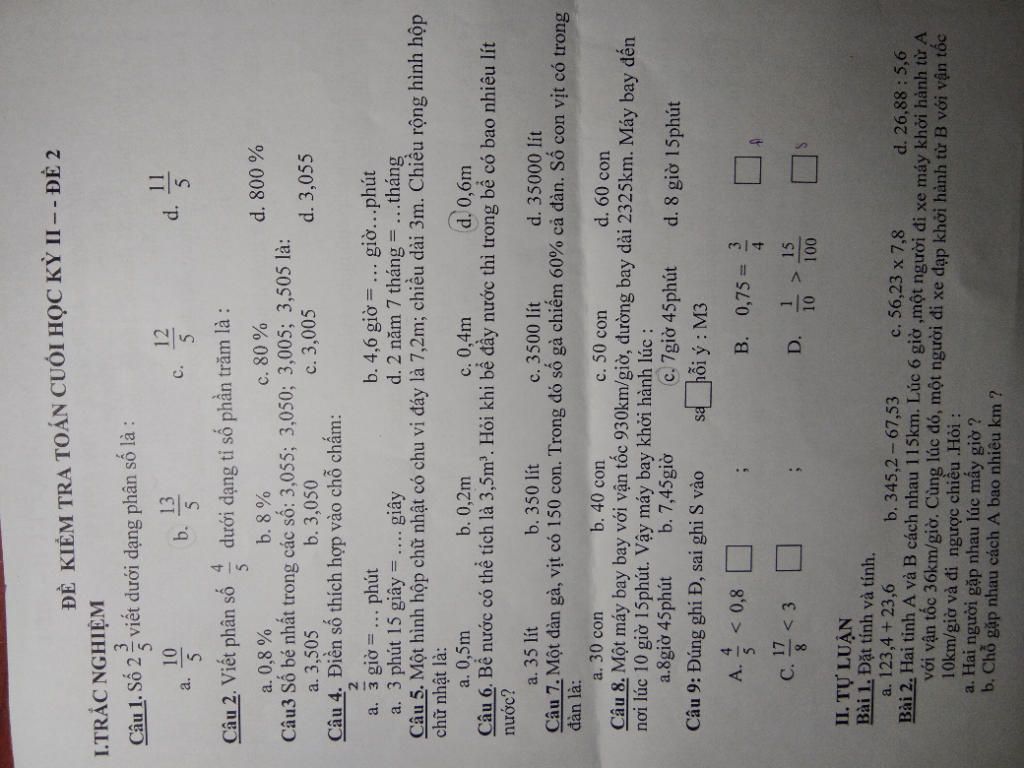 ĐỀ KIỂM TRA TOÁN CUỐI HỌC KỲ II – - ĐỀ 2
I.TRẮC NGHIỆM
Câu 1. Số 2 3/5 viết dưới dạng phân số là :
a. 10/5 b. 13/5 c. 12/5 d. 11/5
Câu 2. Viết phân số 4/5 dưới dạng tỉ số phần trăm là :
a. 0,8 % b. 8 % c. 80 % d. 800 %
Câu3 Số bé nhất trong các số: 3,055; 3,050; 3,005; 3,505 là:
a. 3,505 b. 3,050 c. 3,005 d. 3,055
Câu 4. Điền số thích hợp vào chỗ chấm:
a. 2/3 giờ = … phút b. 4,6 giờ = … giờ…phút
a. 3 phút 15 giây = …. giây d. 2 năm 7 tháng = …tháng
Câu 5. Một hình hộp chữ nhật có chu vi đáy là 7,2m; chiều dài 3m. Chiều rộng hình hộp
chữ nhật là:
a. 0,5m b. 0,2m c. 0,4m d. 0,6m
Câu 6. Bể nước có thể tích là 3,5m³. Hỏi khi bể đầy nước thì trong bể có bao nhiêu lít
nước?
a. 35 lít b. 350 lít c. 3500 lít d. 35000 lít
Câu 7. Một đàn gà, vịt có 150 con. Trong đó số gà chiếm 60% cả đàn. Số con vịt có trong
đàn là:
a. 30 con b. 40 con c. 50 con d. 60 con
Câu 8. Một máy bay bay với vận tốc 930km/giờ, đường bay dài 2325km. Máy bay đến
nơi lúc 10 giờ 15phút. Vậy máy bay khởi hành lúc :
a.8giờ 45phút b. 7,45giờ c. 7giờ 45phút d. 8 giờ 15phút
Câu 9: Đúng ghi Đ, sai ghi S vào sa hỗi ý : M3
A. 4/5 < 0,8 ; B. 0,75 = 3/4
C. 17/8 < 3 ; D. 1/10 > 15/100 s
II. TỰ LUẬN
Bài 1. Đặt tính và tính.
a. 123,4 + 23,6 b. 345,2 – 67,53 c. 56,23 x 7,8 d. 26,88 : 5,6
Bài 2. Hai tỉnh A và B cách nhau 115km. Lúc 6 giờ ,một người đi xe máy khởi hành từ A
với vận tốc 36km/giờ. Cùng lúc đó, một người đi xe đạp khởi hành từ B với vận tốc
10km/giờ và đi ngược chiều .Hỏi :
a. Hai người gặp nhau lúc mấy giờ ?
b. Chỗ gặp nhau cách A bao nhiêu km ?